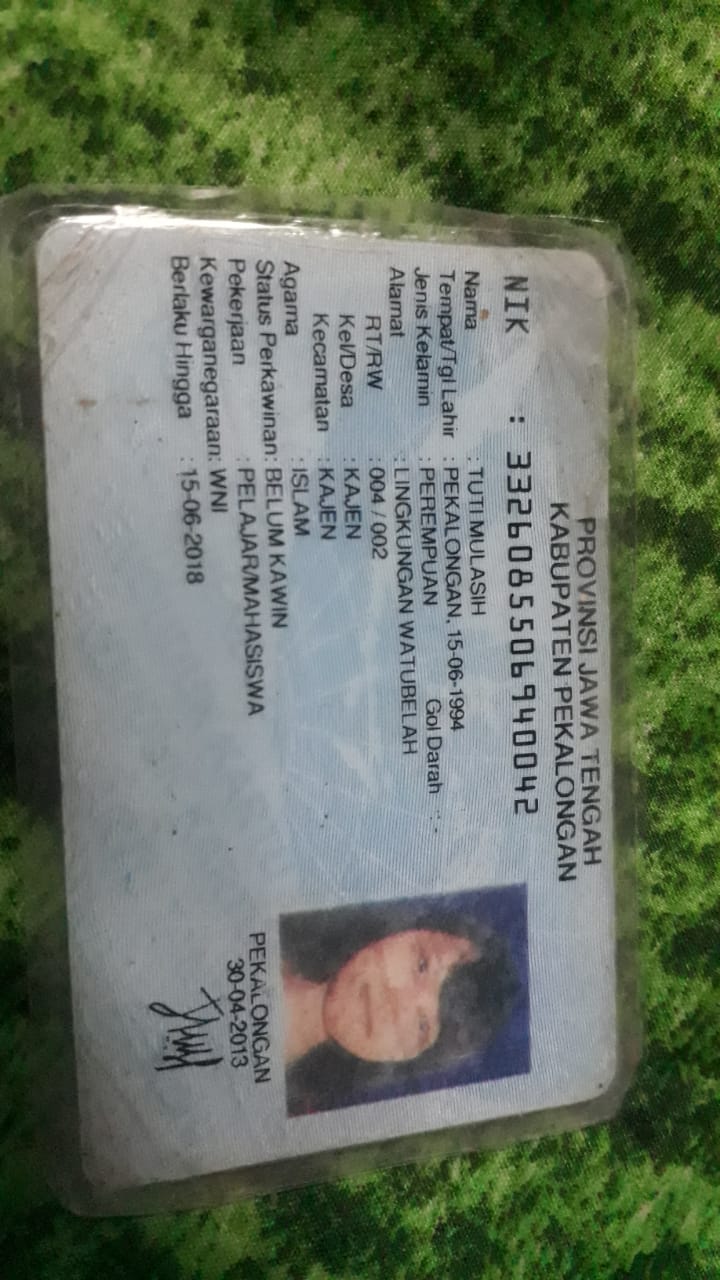 PROVINSI JAWA TENGAH
KABUPATEN PEKALONGAN
NIK : 3326085506940042
Nama : TUTI MULASIH
Tempat/Tgl Lahir : PEKALONGAN, 15-06-1994
Jenis Kelamin : PEREMPUAN Gol Darah : -
Alamat : LINGKUNGAN WATUBELAH
RT/RW : 004 / 002
Kel/Desa : KAJEN
Kecamatan : KAJEN
Agama : ISLAM
Status Perkawinan: BELUM KAWIN
Pekerjaan : PELAJAR/MAHASISWA
Kewarganegaraan: WNI
Berlaku Hingga : 15-06-2018
PEKALONGAN
30-04-2013